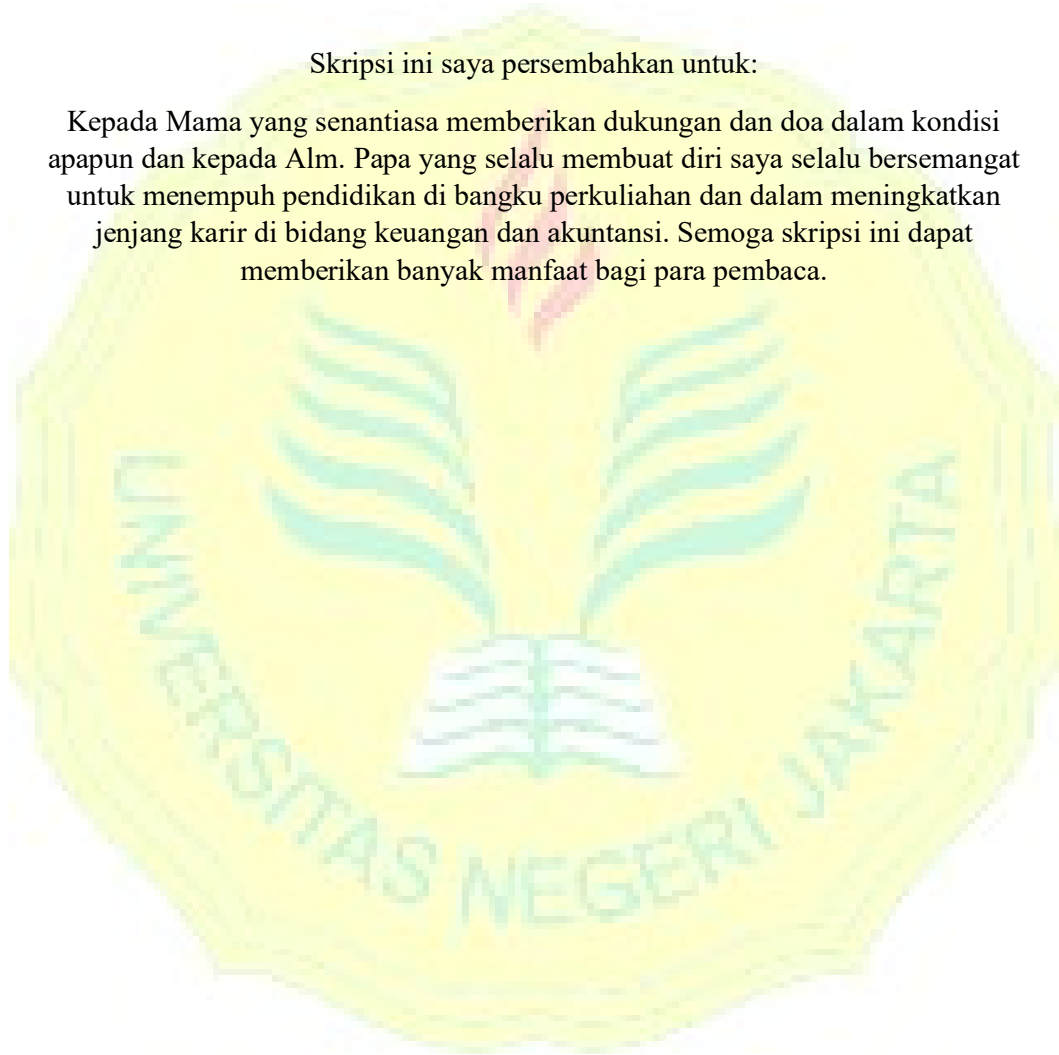 Skripsi ini saya persembahkan untuk:
Kepada Mama yang senantiasa memberikan dukungan dan doa dalam kondisi
apapun dan kepada Alm. Papa yang selalu membuat diri saya selalu bersemangat
untuk menempuh pendidikan di bangku perkuliahan dan dalam meningkatkan
jenjang karir di bidang keuangan dan akuntansi. Semoga skripsi ini dapat
memberikan banyak manfaat bagi para pembaca.
UNIVERSITAS NEGERI JAKARTA